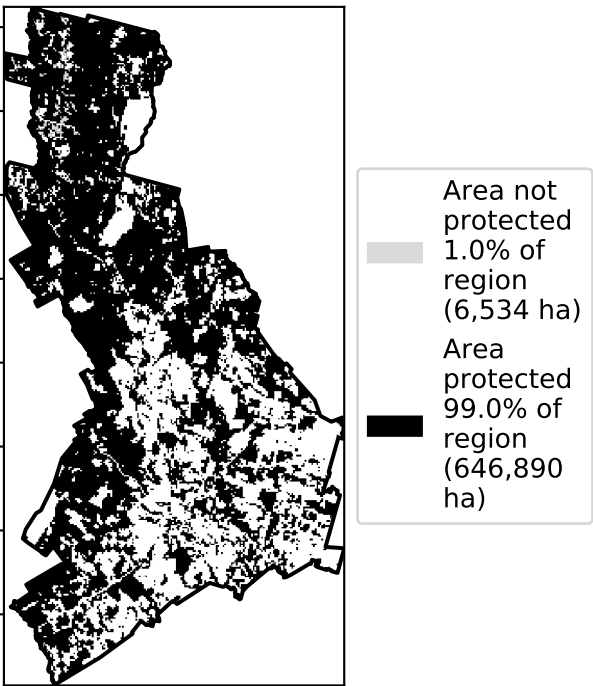 Area not
protected
1.0% of
region
(6,534 ha)
Area
protected
99.0% of
region
(646,890
ha)